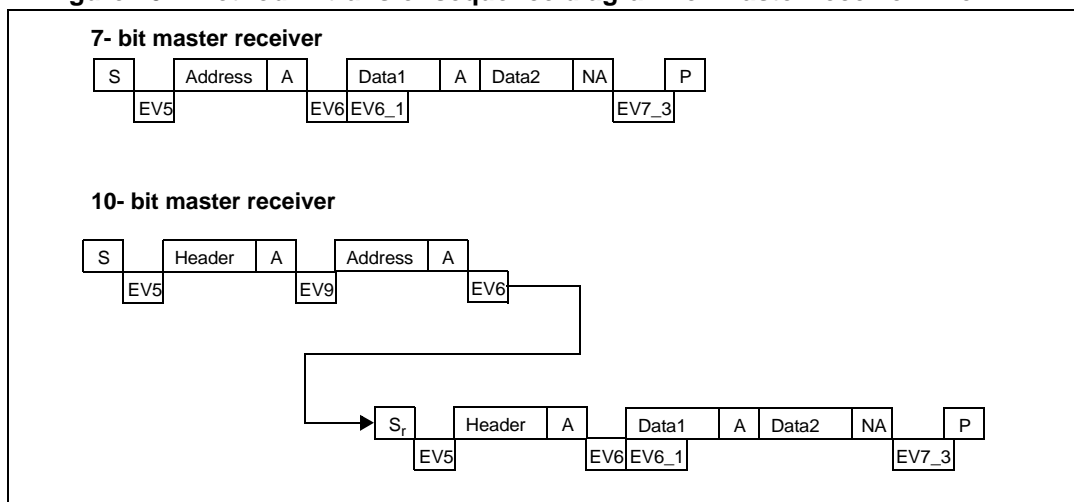 7- bit master receiver
S Address A Data1 A Data2 NA P
EV5 EV6 EV6_1 EV7_3
10- bit master receiver
S Header A Address A
EV5 EV9 EV6
Sr Header A Data1 A Data2 NA P
EV5 EV6 EV6_1 EV7_3